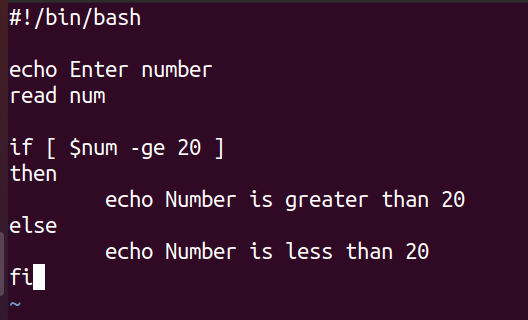 #!/bin/bash
echo Enter number
read num
if [ $num -ge 20 ]
then
echo Number is greater than 20
else
echo Number is less than 20
fi
~